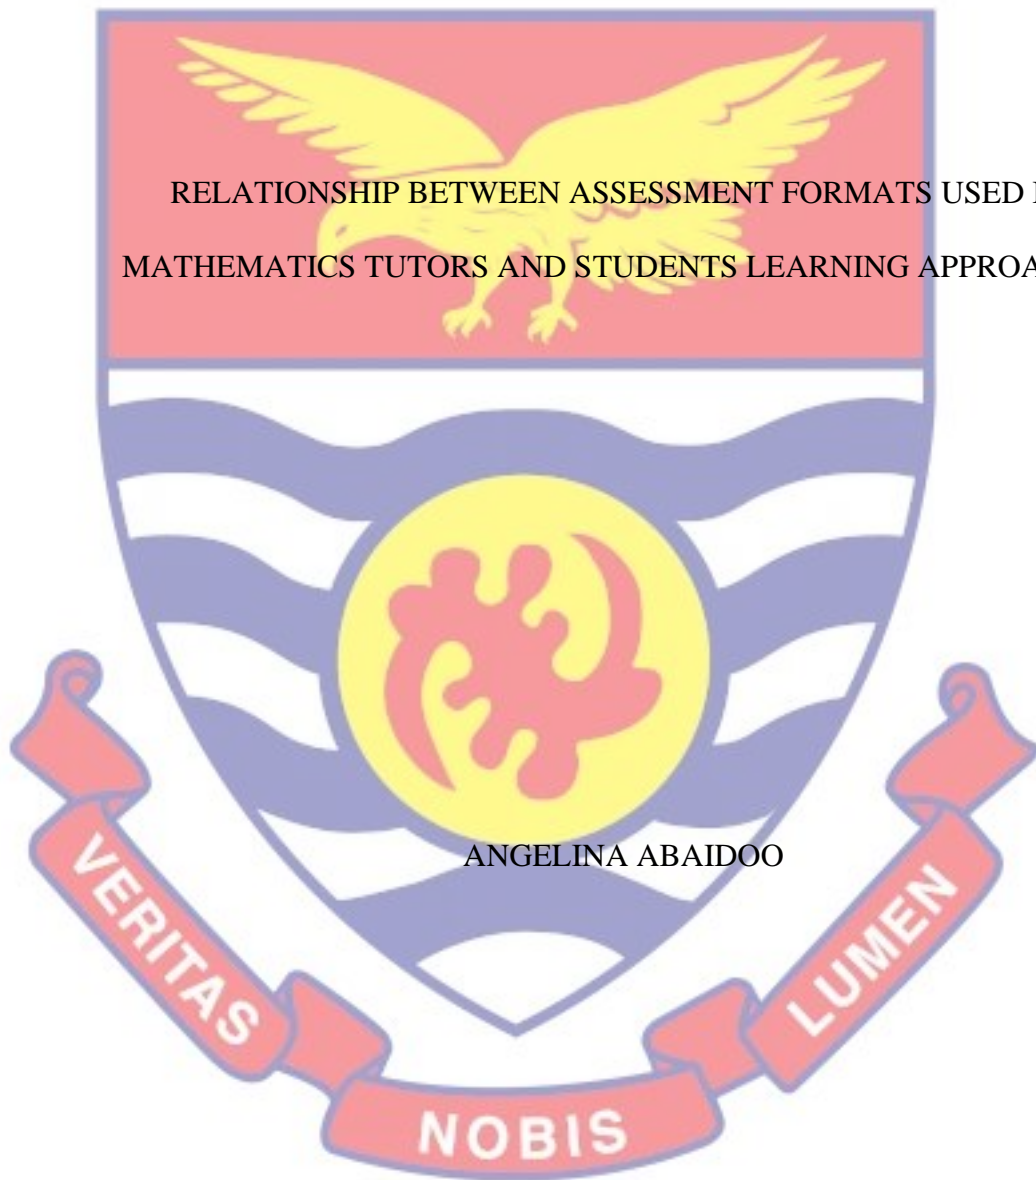 RELATIONSHIP BETWEEN ASSESSMENT FORMATS USED
MATHEMATICS TUTORS AND STUDENTS LEARNING
ANGELINA ABAIDOO
VERITAS
NOBIS
LUMEN